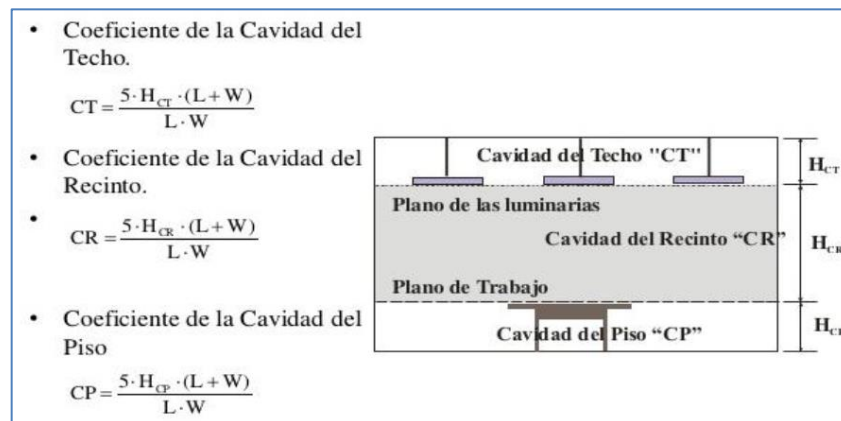 • Coeficiente de la Cavidad del
Techo.
CT = 5·H_CT·(L+W) / L·W
• Coeficiente de la Cavidad del
Recinto.
• CR = 5·H_CR·(L+W) / L·W
• Coeficiente de la Cavidad del
Piso
CP = 5·H_CP·(L+W) / L·W
Cavidad del Techo "CT"
H_CT
Plano de las luminarias
Cavidad del Recinto “CR”
H_CR
Plano de Trabajo
Cavidad del Piso “CP”